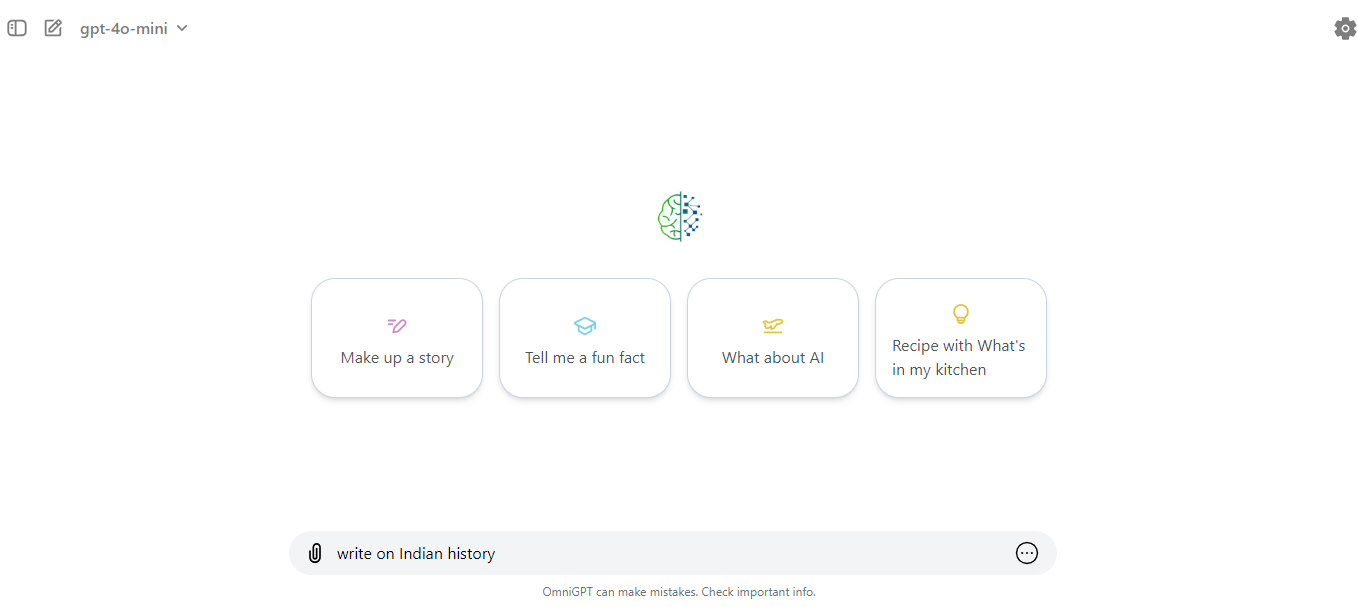 gpt-4o-mini
Make up a story
Tell me a fun fact
What about AI
Recipe with What's
in my kitchen
write on Indian history
OmniGPT can make mistakes. Check important info.